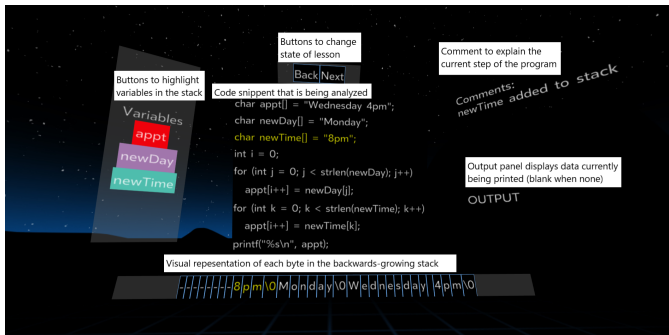 Buttons to change
state of lesson
Comment to explain the
current step of the program
Buttons to highlight
variables in the stack
Back Next
Code snippent that is being analyzed
Comments:
newTime added to stack
Variables
appt
newDay
newTime
char appt[] = "Wednesday 4pm";
char newDay[] = "Monday";
char newTime[] = "8pm";
int i = 0;
for (int j = 0; j < strlen(newDay); j++)
appt[i++] = newDay[j];
for (int k = 0; k < strlen(newTime); k++)
appt[i++] = newTime[k];
printf("%s\n", appt);
Output panel displays data currently
being printed (blank when none)
OUTPUT
Visual repesentation of each byte in the backwards-growing stack
-------8pm\0Monday\0Wednesday 4pm\0